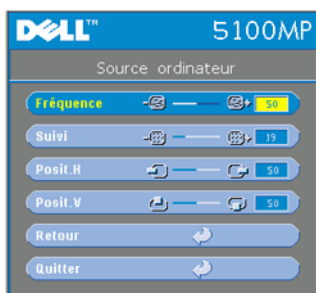 DELL™ 5100MP
Source ordinateur
Fréquence 50
Suivi 19
Posit.H 50
Posit.V 50
Retour
Quitter